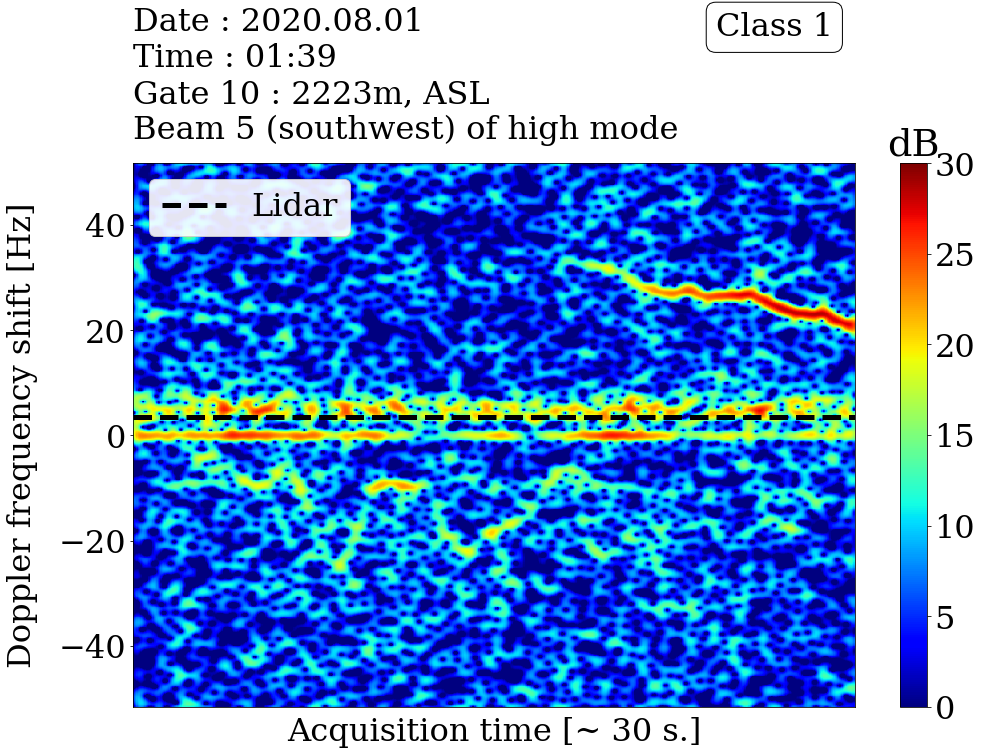 Date : 2020.08.01
Time : 01:39
Gate 10 : 2223m, ASL
Beam 5 (southwest) of high mode
Class 1
dB
Lidar
Doppler frequency shift [Hz]
40
20
0
−20
−40
30
25
20
15
10
5
0
Acquisition time [~ 30 s.]